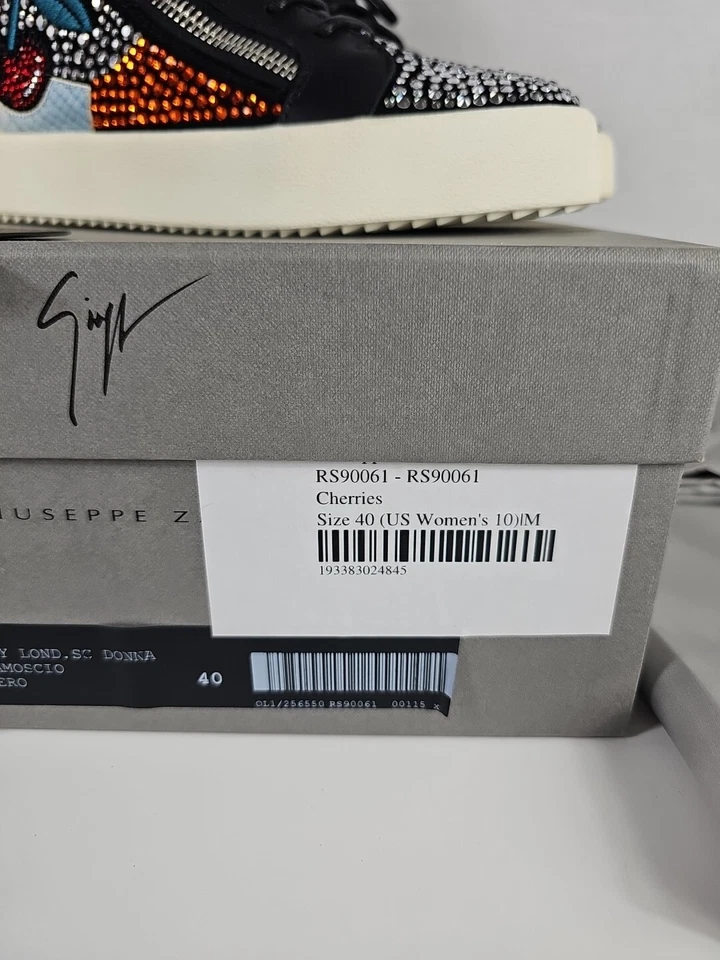 RS90061 - RS90061
Cherries
Size 40 (US Women's 10)|M
193383024845
IUSEPPE Z
Y LOND.SC DONKA
AMOSCIO
ERO
40
OL1/256550 RS90061 00115 x